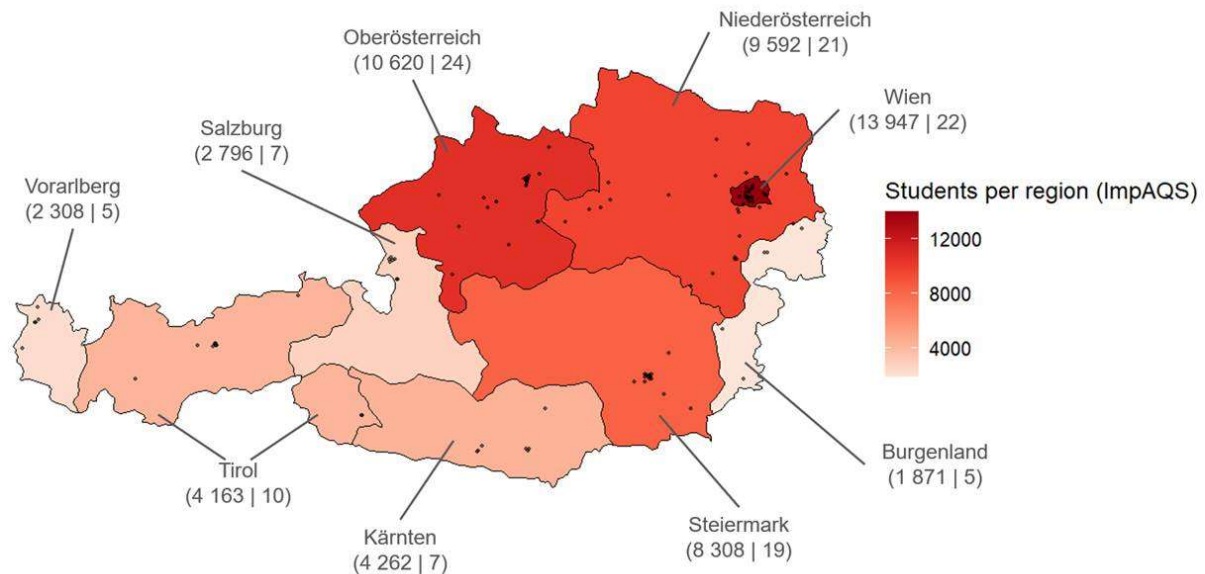 Niederösterreich
(9 592 | 21)
Oberösterreich
(10 620 | 24)
Wien
(13 947 | 22)
Salzburg
(2 796 | 7)
Vorarlberg
(2 308 | 5)
Students per region (ImpAQS)
12000
8000
4000
Burgenland
(1 871 | 5)
Tirol
(4 163 | 10)
Steiermark
(8 308 | 19)
Kärnten
(4 262 | 7)